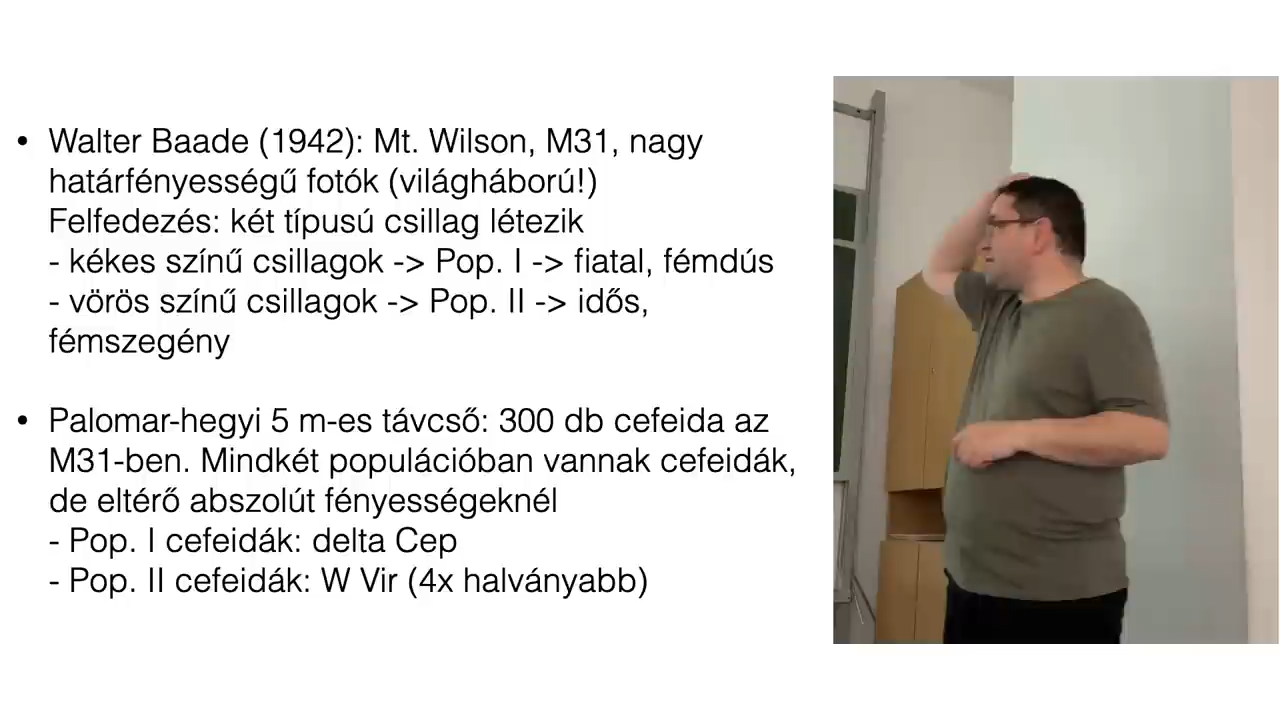 • Walter Baade (1942): Mt. Wilson, M31, nagy
határfényességű fotók (világháború!)
Felfedezés: két típusú csillag létezik
- kékes színű csillagok -> Pop. I -> fiatal, fémdús
- vörös színű csillagok -> Pop. II -> idős,
fémszegény
• Palomar-hegyi 5 m-es távcső: 300 db cefeida az
M31-ben. Mindkét populációban vannak cefeidák,
de eltérő abszolút fényességeknél
- Pop. I cefeidák: delta Cep
- Pop. II cefeidák: W Vir (4x halványabb)